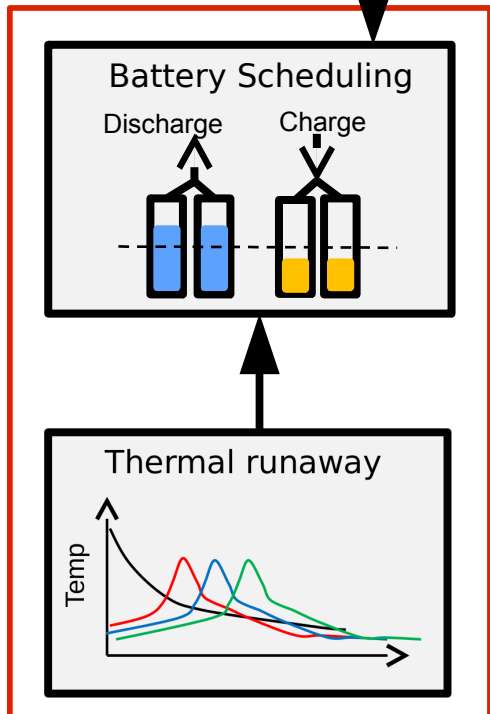 Battery Scheduling
Discharge Charge
Thermal runaway
Temp